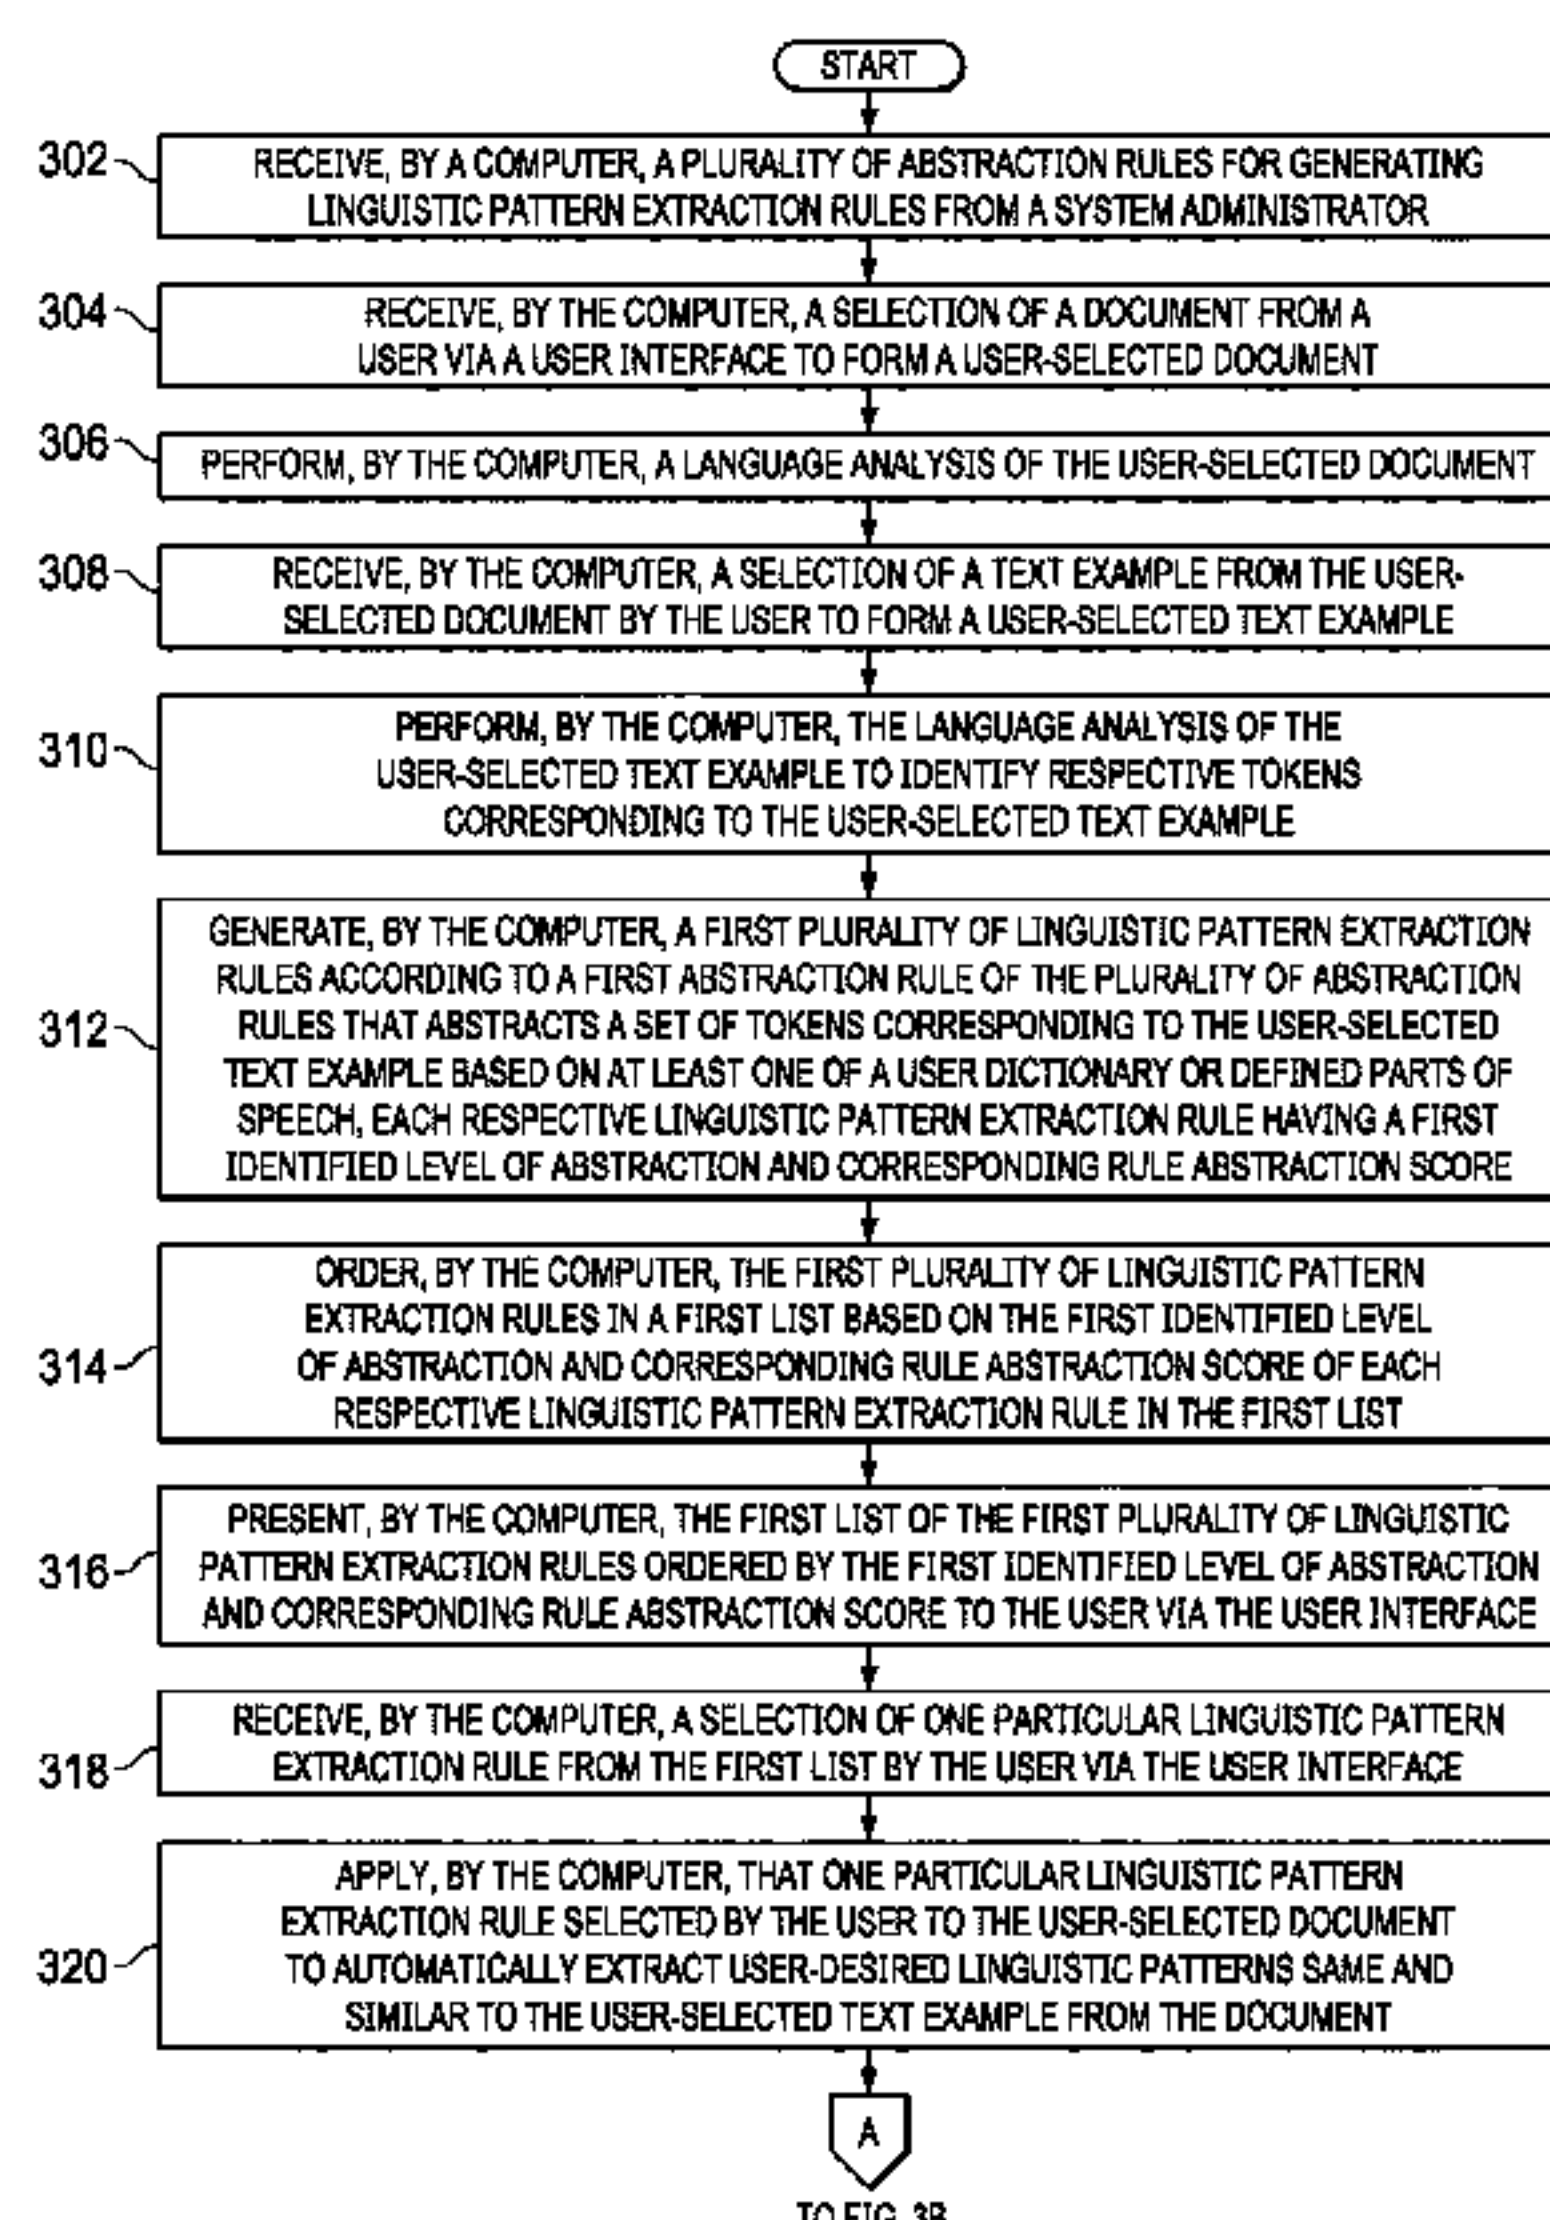 START
302
RECEIVE, BY A COMPUTER, A PLURALITY OF ABSTRACTION RULES FOR GENERATING
LINGUISTIC PATTERN EXTRACTION RULES FROM A SYSTEM ADMINISTRATOR
304
RECEIVE, BY THE COMPUTER, A SELECTION OF A DOCUMENT FROM A
USER VIA A USER INTERFACE TO FORM A USER-SELECTED DOCUMENT
306
PERFORM, BY THE COMPUTER, A LANGUAGE ANALYSIS OF THE USER-SELECTED DOCUMENT
308
RECEIVE, BY THE COMPUTER, A SELECTION OF A TEXT EXAMPLE FROM THE USER-
SELECTED DOCUMENT BY THE USER TO FORM A USER-SELECTED TEXT EXAMPLE
310
PERFORM, BY THE COMPUTER, THE LANGUAGE ANALYSIS OF THE
USER-SELECTED TEXT EXAMPLE TO IDENTIFY RESPECTIVE TOKENS
CORRESPONDING TO THE USER-SELECTED TEXT EXAMPLE
312
GENERATE, BY THE COMPUTER, A FIRST PLURALITY OF LINGUISTIC PATTERN EXTRACTION
RULES ACCORDING TO A FIRST ABSTRACTION RULE OF THE PLURALITY OF ABSTRACTION
RULES THAT ABSTRACTS A SET OF TOKENS CORRESPONDING TO THE USER-SELECTED
TEXT EXAMPLE BASED ON AT LEAST ONE OF A USER DICTIONARY OR DEFINED PARTS OF
SPEECH, EACH RESPECTIVE LINGUISTIC PATTERN EXTRACTION RULE HAVING A FIRST
IDENTIFIED LEVEL OF ABSTRACTION AND CORRESPONDING RULE ABSTRACTION SCORE
314
ORDER, BY THE COMPUTER, THE FIRST PLURALITY OF LINGUISTIC PATTERN
EXTRACTION RULES IN A FIRST LIST BASED ON THE FIRST IDENTIFIED LEVEL
OF ABSTRACTION AND CORRESPONDING RULE ABSTRACTION SCORE OF EACH
RESPECTIVE LINGUISTIC PATTERN EXTRACTION RULE IN THE FIRST LIST
316
PRESENT, BY THE COMPUTER, THE FIRST LIST OF THE FIRST PLURALITY OF LINGUISTIC
PATTERN EXTRACTION RULES ORDERED BY THE FIRST IDENTIFIED LEVEL OF ABSTRACTION
AND CORRESPONDING RULE ABSTRACTION SCORE TO THE USER VIA THE USER INTERFACE
318
RECEIVE, BY THE COMPUTER, A SELECTION OF ONE PARTICULAR LINGUISTIC PATTERN
EXTRACTION RULE FROM THE FIRST LIST BY THE USER VIA THE USER INTERFACE
320
APPLY, BY THE COMPUTER, THAT ONE PARTICULAR LINGUISTIC PATTERN
EXTRACTION RULE SELECTED BY THE USER TO THE USER-SELECTED DOCUMENT
TO AUTOMATICALLY EXTRACT USER-DESIRED LINGUISTIC PATTERNS SAME AND
SIMILAR TO THE USER-SELECTED TEXT EXAMPLE FROM THE DOCUMENT
A
TO FIG. 3B